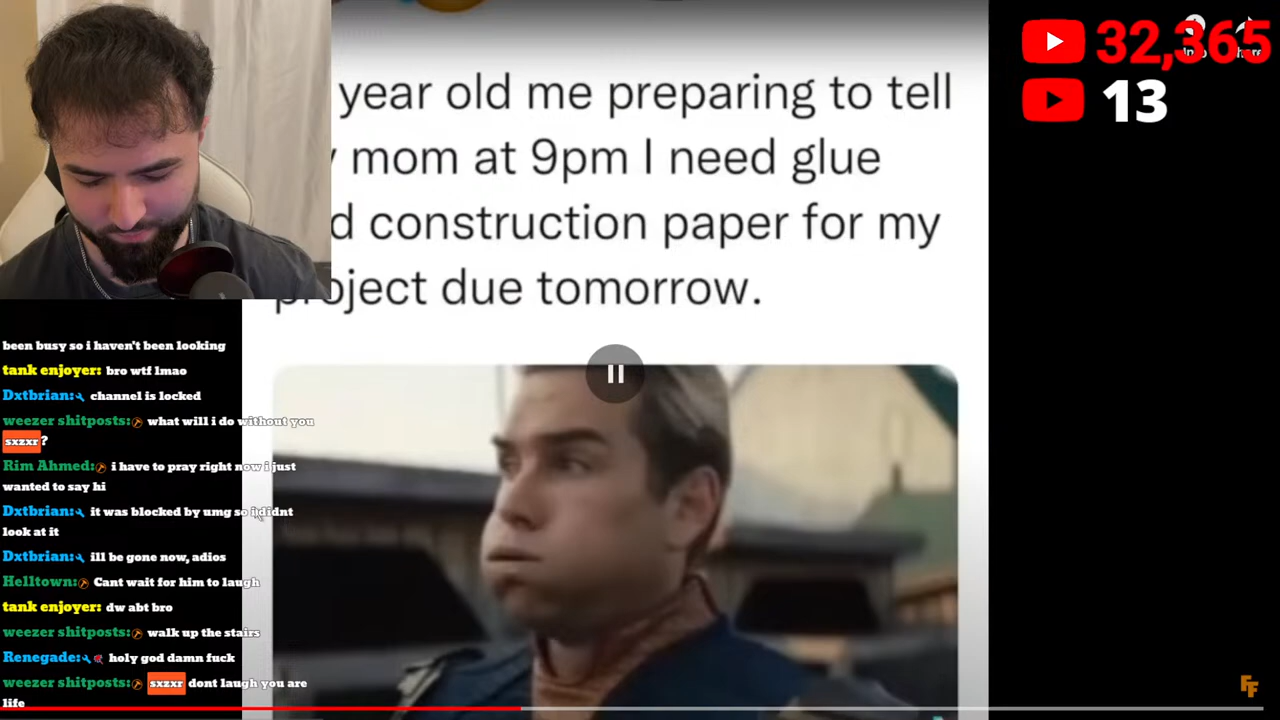 year old me preparing to tell
mom at 9pm I need glue
d construction paper for my
project due tomorrow.
32,365
13
been busy so i haven't been looking
tank enjoyer: bro wtf lmao
Dxtbrian: channel is locked
weezer shitposts: what will i do without you
sxzxr ?
Rim Ahmed: i have to pray right now i just
wanted to say hi
Dxtbrian: it was blocked by umg so i didnt
look at it
Dxtbrian: ill be gone now, adios
Helltown: Cant wait for him to laugh
tank enjoyer: dw abt bro
weezer shitposts: walk up the stairs
Renegade: holy god damn fuck
weezer shitposts: sxzxr dont laugh you are
life